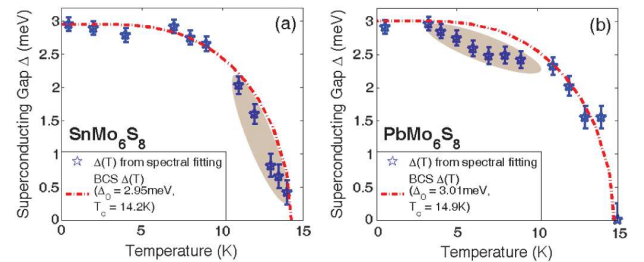 (a)
Superconducting Gap Δ (meV)
3
2.5
2
1.5
1
0.5
0
SnMo6S8
Δ(T) from spectral fitting
BCS Δ(T)
(Δ0 = 2.95meV,
Tc = 14.2K)
0 5 10 15
Temperature (K)
(b)
Superconducting Gap Δ (meV)
3
2.5
2
1.5
1
0.5
0
PbMo6S8
Δ(T) from spectral fitting
BCS Δ(T)
(Δ0 = 3.01meV,
Tc = 14.9K)
0 5 10 15
Temperature (K)